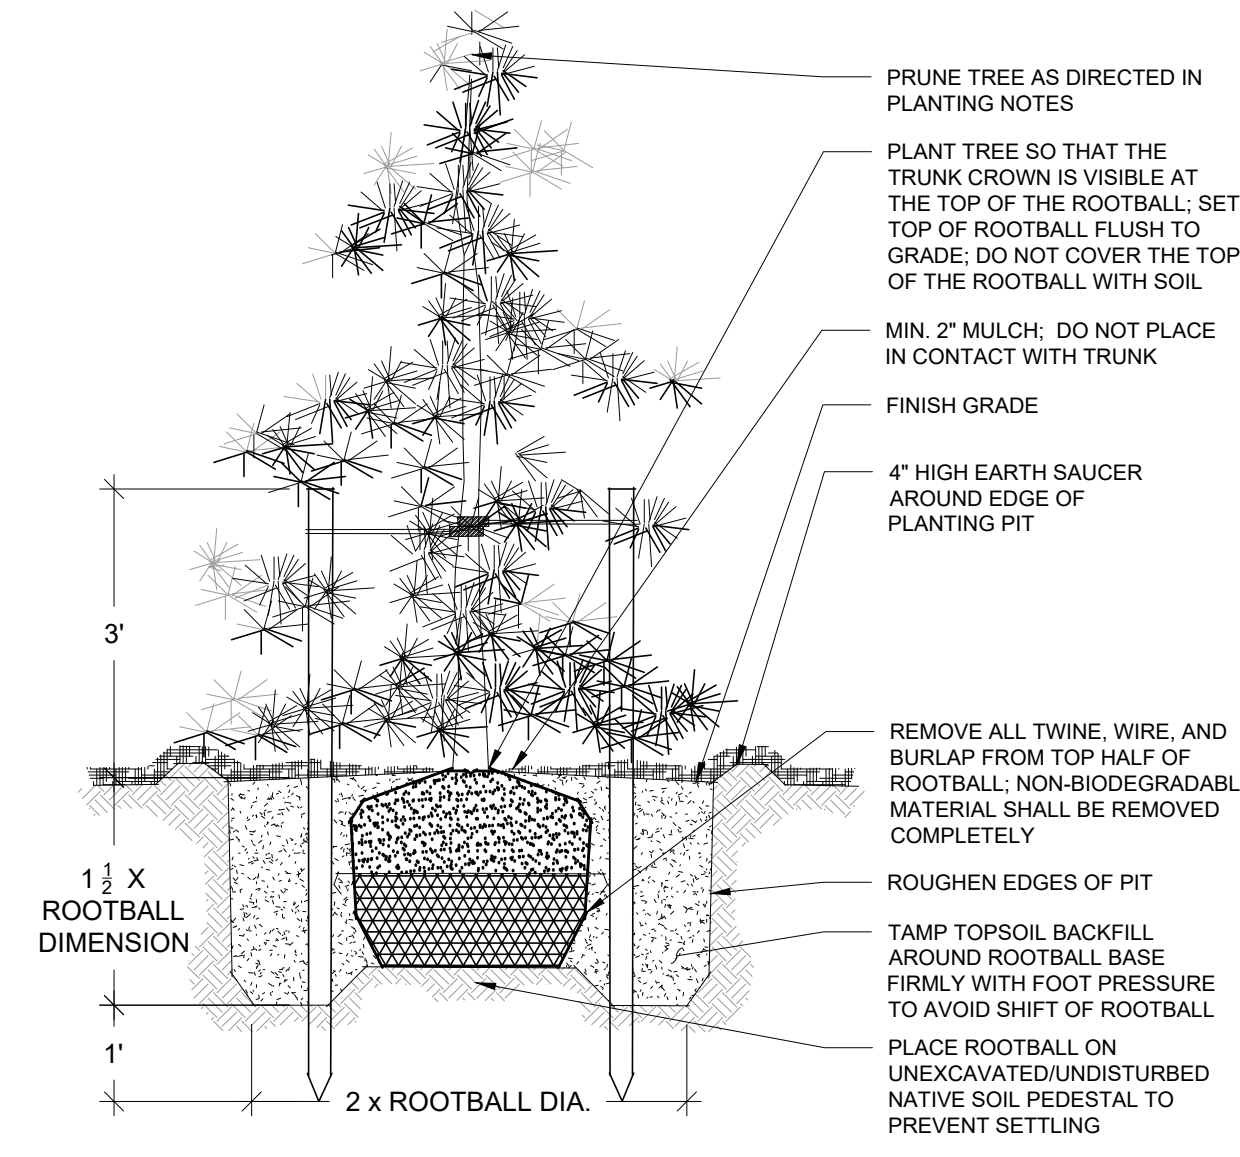 PRUNE TREE AS DIRECTED IN
PLANTING NOTES
PLANT TREE SO THAT THE
TRUNK CROWN IS VISIBLE AT
THE TOP OF THE ROOTBALL; SET
TOP OF ROOTBALL FLUSH TO
GRADE; DO NOT COVER THE TOP
OF THE ROOTBALL WITH SOIL
MIN. 2" MULCH; DO NOT PLACE
IN CONTACT WITH TRUNK
FINISH GRADE
4" HIGH EARTH SAUCER
AROUND EDGE OF
PLANTING PIT
3'
REMOVE ALL TWINE, WIRE, AND
BURLAP FROM TOP HALF OF
ROOTBALL; NON-BIODEGRADABL
MATERIAL SHALL BE REMOVED
COMPLETELY
1 1/2 X
ROOTBALL
DIMENSION
ROUGHEN EDGES OF PIT
TAMP TOPSOIL BACKFILL
AROUND ROOTBALL BASE
FIRMLY WITH FOOT PRESSURE
TO AVOID SHIFT OF ROOTBALL
1'
2 x ROOTBALL DIA.
PLACE ROOTBALL ON
UNEXCAVATED/UNDISTURBED
NATIVE SOIL PEDESTAL TO
PREVENT SETTLING